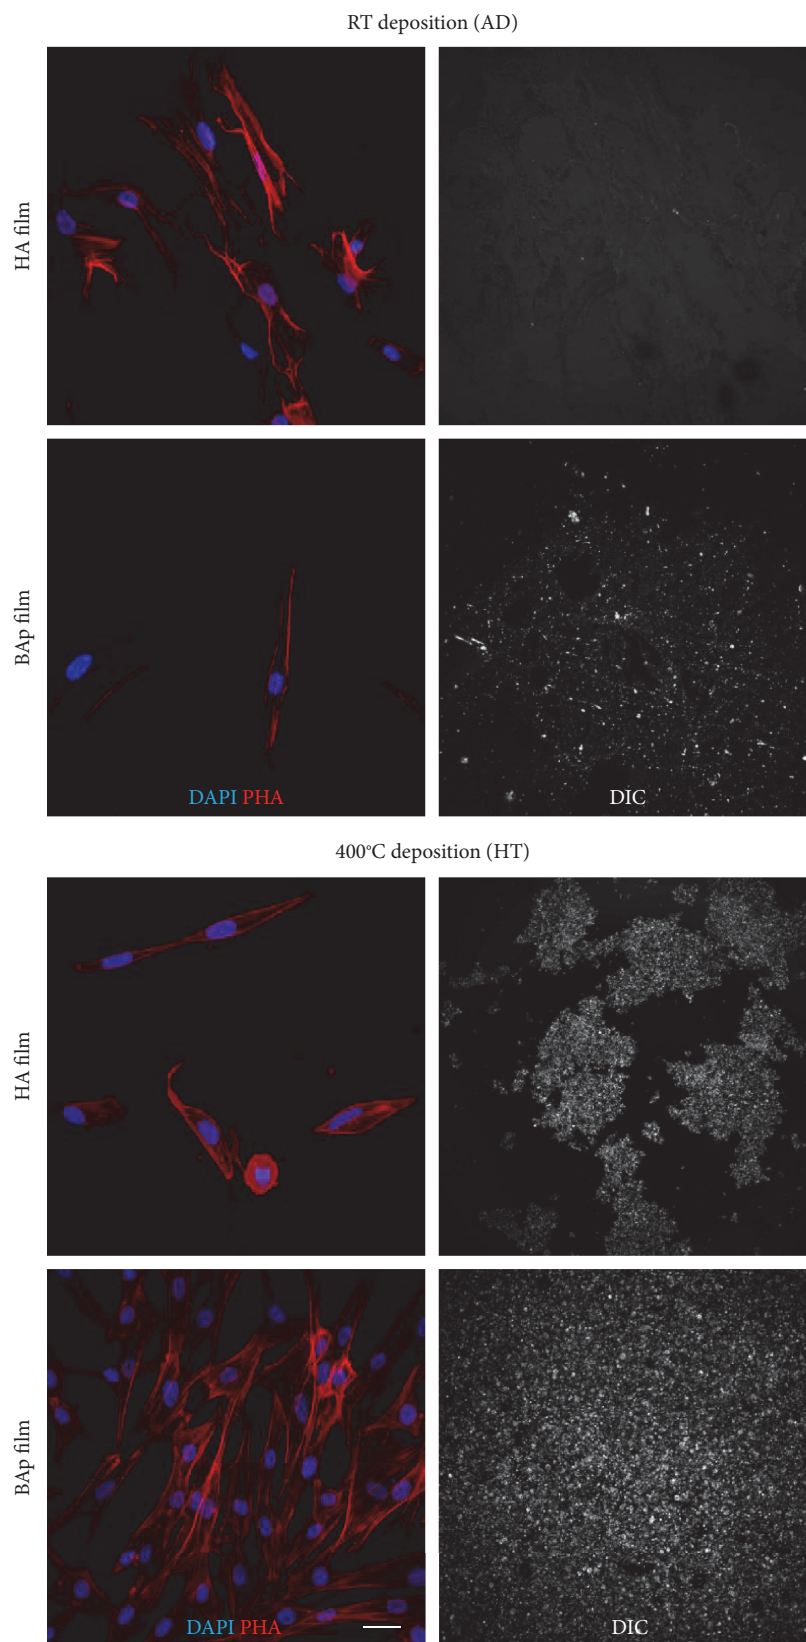 RT deposition (AD)
HA film
BAp film
DAPI PHA
DIC
400°C deposition (HT)
HA film
BAp film
DAPI PHA
DIC